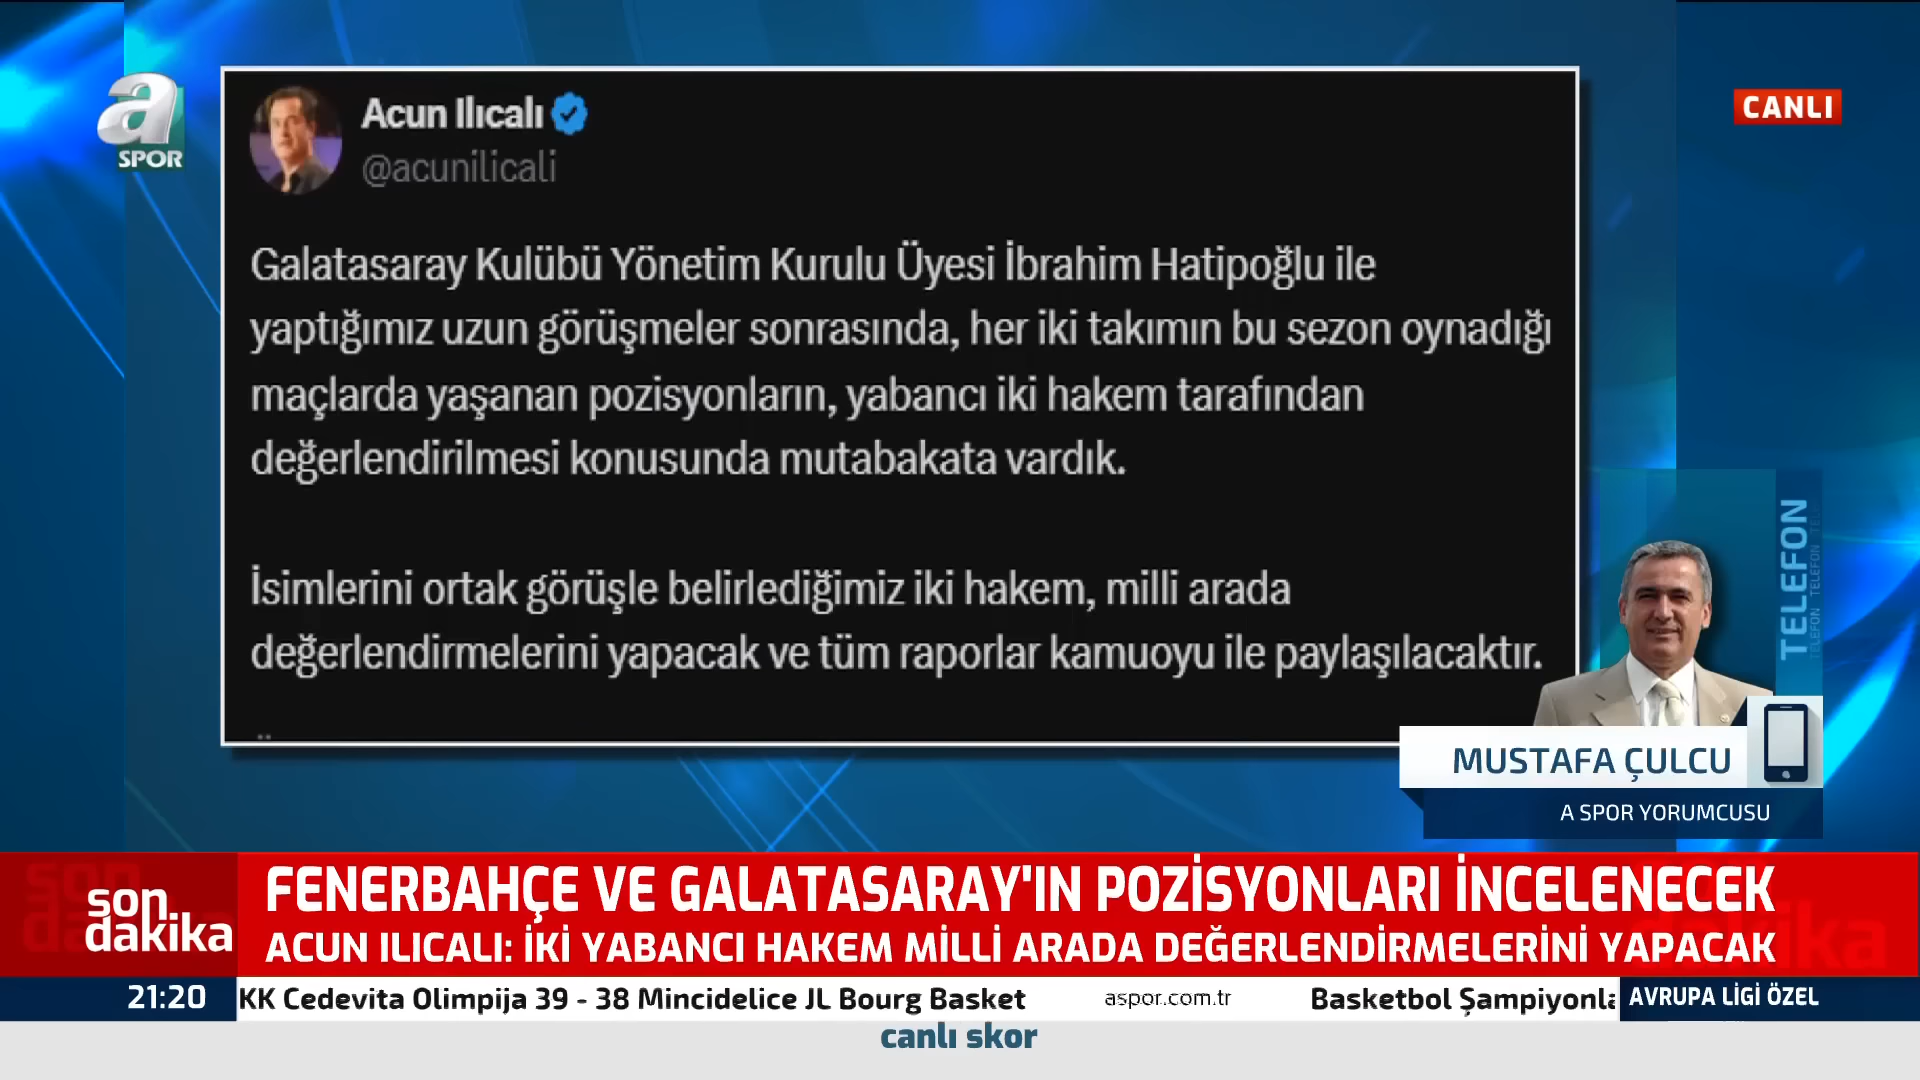 a
SPOR
CANLI
Acun Ilıcalı
@acunilicali
Galatasaray Kulübü Yönetim Kurulu Üyesi İbrahim Hatipoğlu ile
yaptığımız uzun görüşmeler sonrasında, her iki takımın bu sezon oynadığı
maçlarda yaşanan pozisyonların, yabancı iki hakem tarafından
değerlendirilmesi konusunda mutabakata vardık.
İsimlerini ortak görüşle belirlediğimiz iki hakem, milli arada
değerlendirmelerini yapacak ve tüm raporlar kamuoyu ile paylaşılacaktır.
TELEFON
TELEFON TELEFON
MUSTAFA ÇULCU
A SPOR YORUMCUSU
son
dakika
FENERBAHÇE VE GALATASARAY'IN POZİSYONLARI İNCELENECEK
ACUN ILICALI: İKİ YABANCI HAKEM MİLLİ ARADA DEĞERLENDİRMELERİNİ YAPACAK
21:20
KK Cedevita Olimpija 39 - 38 Mincidelice JL Bourg Basket
aspor.com.tr
Basketbol Şampiyonla
AVRUPA LİGİ ÖZEL
canlı skor